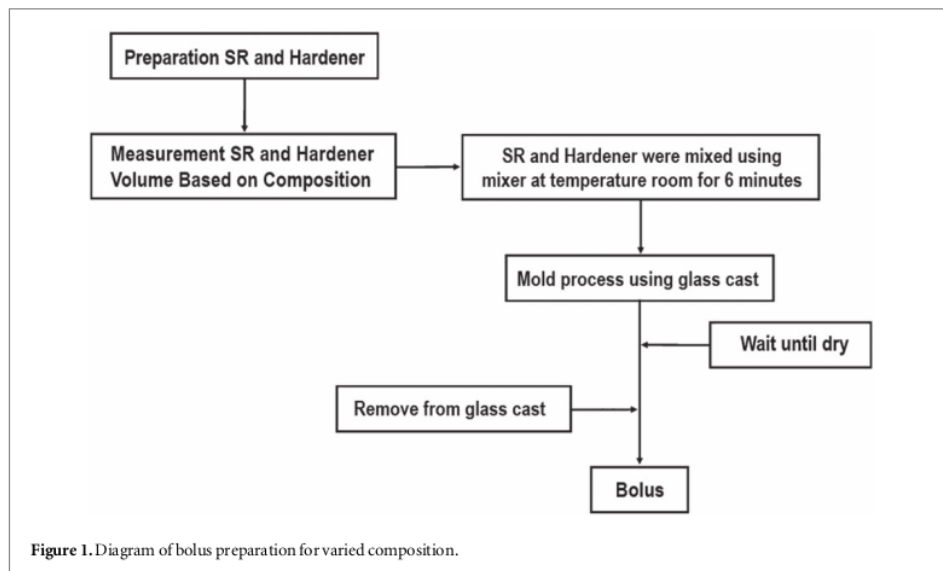 Preparation SR and Hardener
Measurement SR and Hardener
Volume Based on Composition
SR and Hardener were mixed using
mixer at temperature room for 6 minutes
Mold process using glass cast
Wait until dry
Remove from glass cast
Bolus
Figure 1. Diagram of bolus preparation for varied composition.